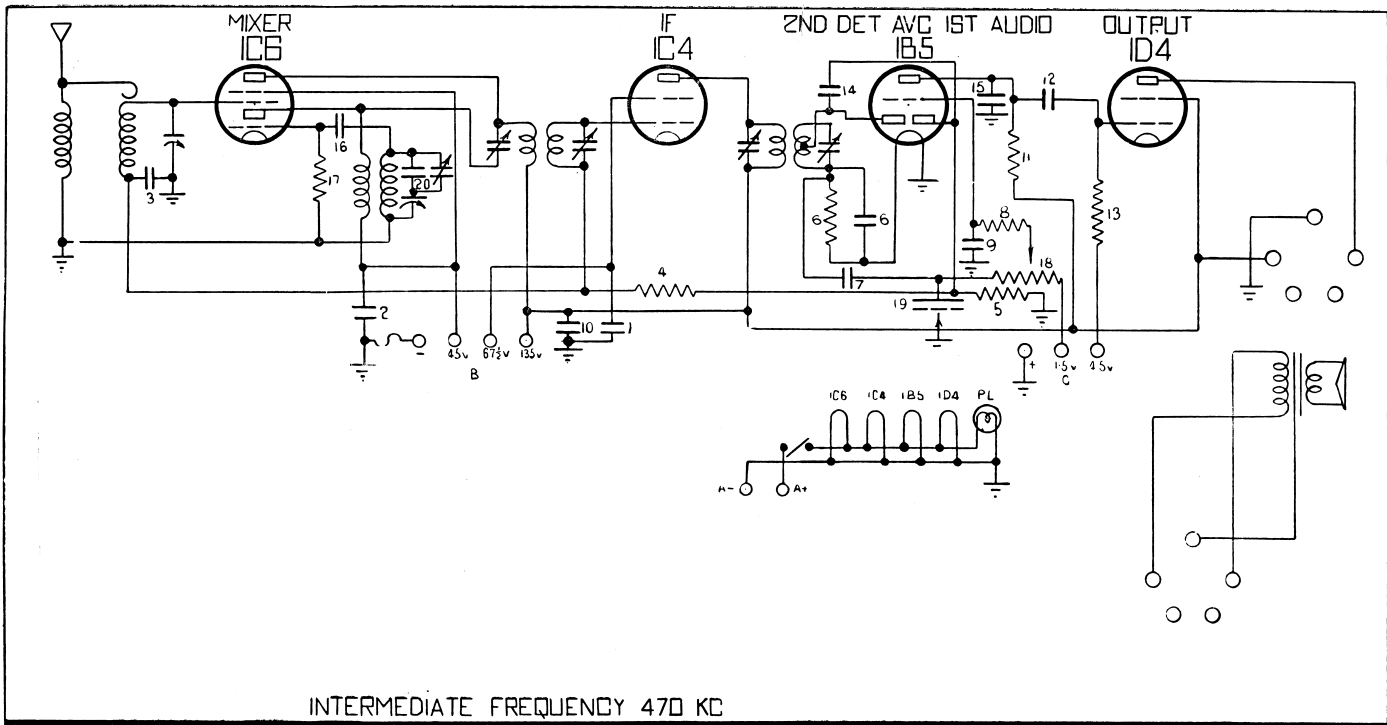 MIXER
1C6
IF
1C4
2ND DET AVC 1ST AUDIO
1B5
OUTPUT
1D4
14
15
12
16
17
20
3
11
13
6
6
8
9
7
18
4
19
5
2
10
1
-
45v
67½v
135v
B
+
1.5v
4.5v
C
1C6
1C4
1B5
1D4
PL
A-
A+
INTERMEDIATE FREQUENCY 470 KC